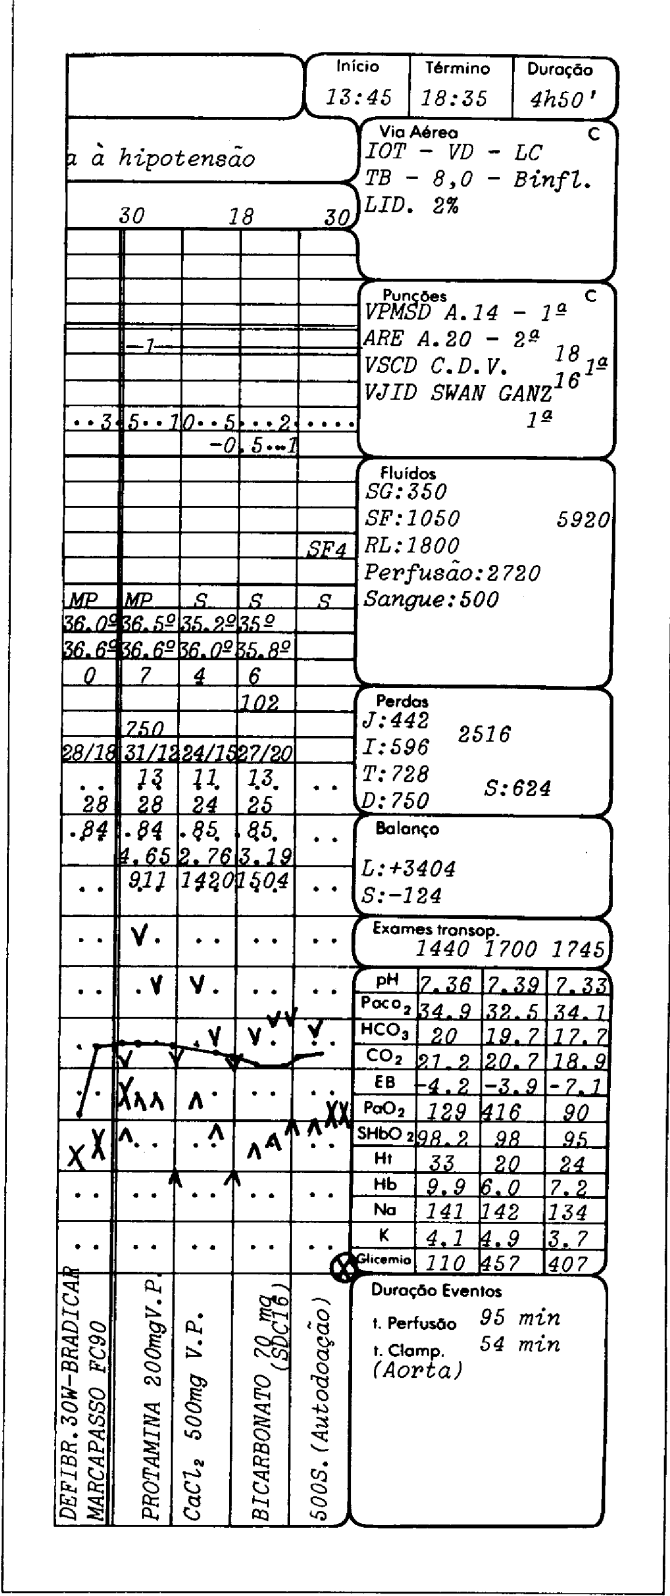 Início Término Duração
13:45 18:35 4h50'
a à hipotensão
30 18 30
Via Aérea C
IOT - VD - LC
TB - 8,0 - Binfl.
LID. 2%
Punções C
VPMSD A.14 - 1ª
ARE A.20 - 2ª
VSCD C.D.V. 18 1ª
VJID SWAN GANZ 16
1ª
-1
..3.5..10..5...2.....
-0.5...1
SF4
Fluídos
SG:350
SF:1050 5920
RL:1800
Perfusão:2720
Sangue:500
MP MP S S S
36.0º 36.5º 35.2º 35º
36.6º 36.6º 36.0º 35.8º
0 7 4 6
102
750
28/18 31/12 24/15 27/20
13 11 13
28 28 24 25
.84 .84 .85 .85
4.65 2.76 3.19
911 1420 1504
Perdas
J:442
I:596 2516
T:728
D:750 S:624
Balanço
L:+3404
S:-124
Exames transop.
1440 1700 1745
pH 7.36 7.39 7.33
Paco₂ 34.9 32.5 34.1
HCO₃ 20 19.7 17.7
CO₂ 21.2 20.7 18.9
EB -4.2 -3.9 -7.1
PaO₂ 129 416 90
SHbO₂ 98.2 98 95
Ht 33 20 24
Hb 9.9 6.0 7.2
Na 141 142 134
K 4.1 4.9 3.7
Glicemia 110 457 407
Duração Eventos
t. Perfusão 95 min
t. Clamp. 54 min
(Aorta)
DEFIBR.30W-BRADICAR
MARCAPASSO FC90
PROTAMINA 200mgV.P.
CaCl₂ 500mg V.P.
BICARBONATO 70 mg
(SDC16)
500S.(Autodoação)